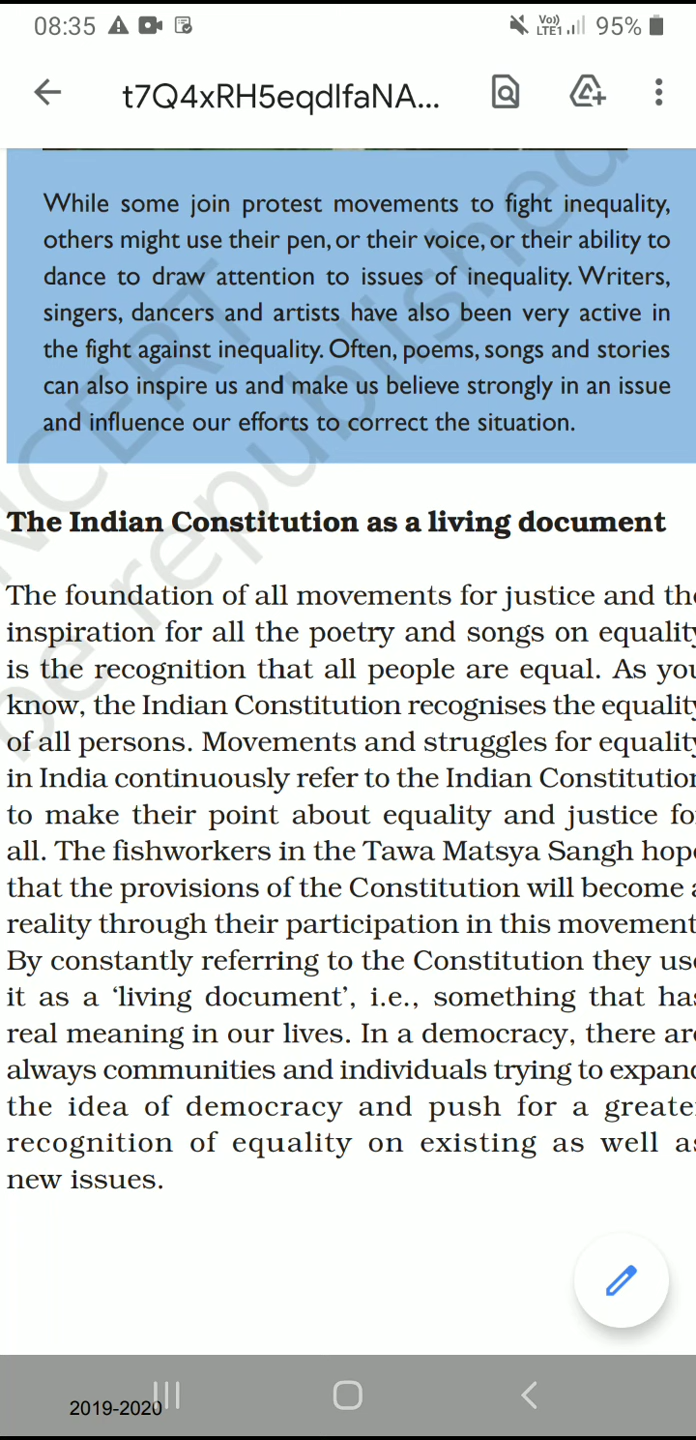 08:35
Vo))
LTE1
95%
t7Q4xRH5eqdlfaNA...
While some join protest movements to fight inequality,
others might use their pen, or their voice, or their ability to
dance to draw attention to issues of inequality. Writers,
singers, dancers and artists have also been very active in
the fight against inequality. Often, poems, songs and stories
can also inspire us and make us believe strongly in an issue
and influence our efforts to correct the situation.
NCERT
be republished
The Indian Constitution as a living document
The foundation of all movements for justice and the
inspiration for all the poetry and songs on equality
is the recognition that all people are equal. As you
know, the Indian Constitution recognises the equality
of all persons. Movements and struggles for equality
in India continuously refer to the Indian Constitution
to make their point about equality and justice fo
all. The fishworkers in the Tawa Matsya Sangh hope
that the provisions of the Constitution will become a
reality through their participation in this movement
By constantly referring to the Constitution they use
it as a ‘living document’, i.e., something that has
real meaning in our lives. In a democracy, there are
always communities and individuals trying to expand
the idea of democracy and push for a greate
recognition of equality on existing as well as
new issues.
2019-2020